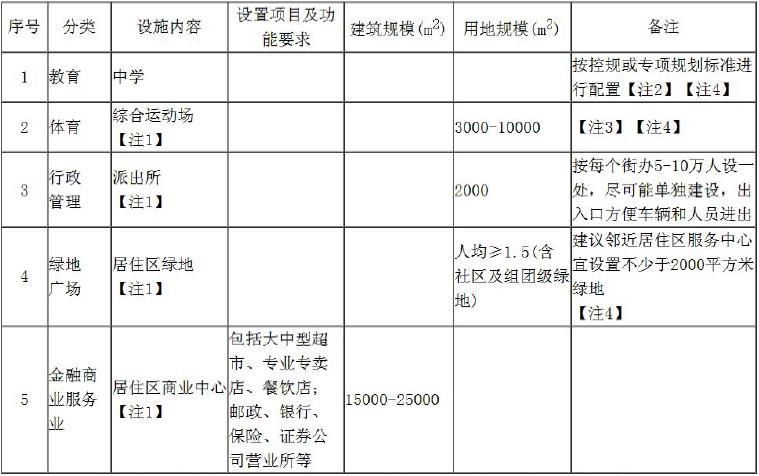 序号 分类 设施内容 设置项目及功能要求 建筑规模(m²) 用地规模(m²) 备注
1 教育 中学 按控规或专项规划标准进
行配置【注2】【注4】
2 体育 综合运动场
【注1】 3000-10000 【注3】【注4】
3 行政
管理 派出所
【注1】 2000 按每个街办5-10万人设一
处，尽可能单独建设，出
入口方便车辆和人员进出
4 绿地
广场 居住区绿地
【注1】 人均≥1.5(含
社区及组团级绿
地) 建议邻近居住区服务中心
宜设置不少于2000平方米
绿地
【注4】
5 金融商
业服务
业 居住区商业中心
【注1】 包括大中型超
市、专业专卖
店、餐饮店；
邮政、银行、
保险、证券公
司营业所等 15000-25000